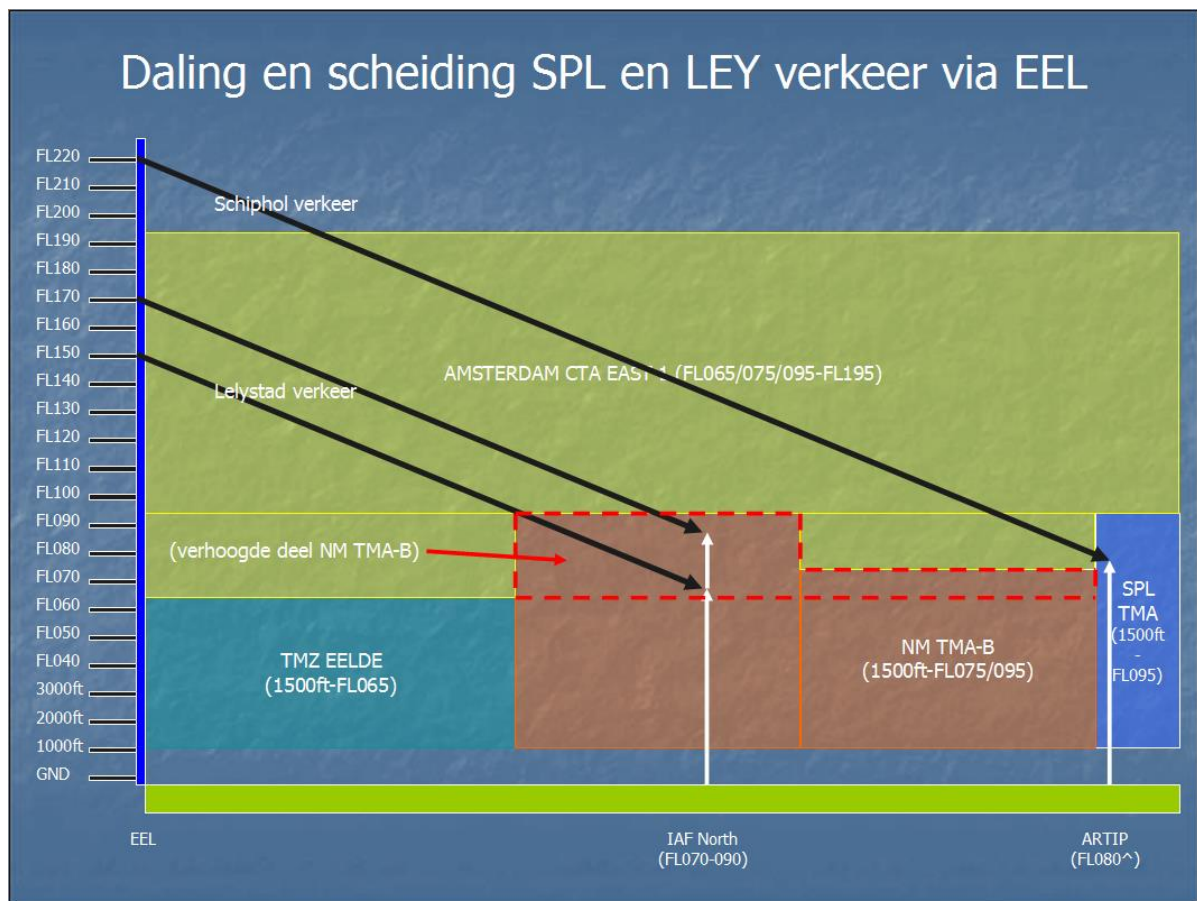 Daling en scheiding SPL en LEY verkeer via EEL
FL220
FL210
FL200
FL190
FL180
FL170
FL160
FL150
FL140
FL130
FL120
FL110
FL100
FL090
FL080
FL070
FL060
FL050
FL040
3000ft
2000ft
1000ft
GND
Schiphol verkeer
AMSTERDAM CTA EAST 1 (FL065/075/095-FL195)
Lelystad verkeer
(verhoogde deel NM TMA-B)
TMZ EELDE
(1500ft-FL065)
NM TMA-B
(1500ft-FL075/095)
SPL
TMA
(1500ft
-
FL095)
EEL
IAF North
(FL070-090)
ARTIP
(FL080^)